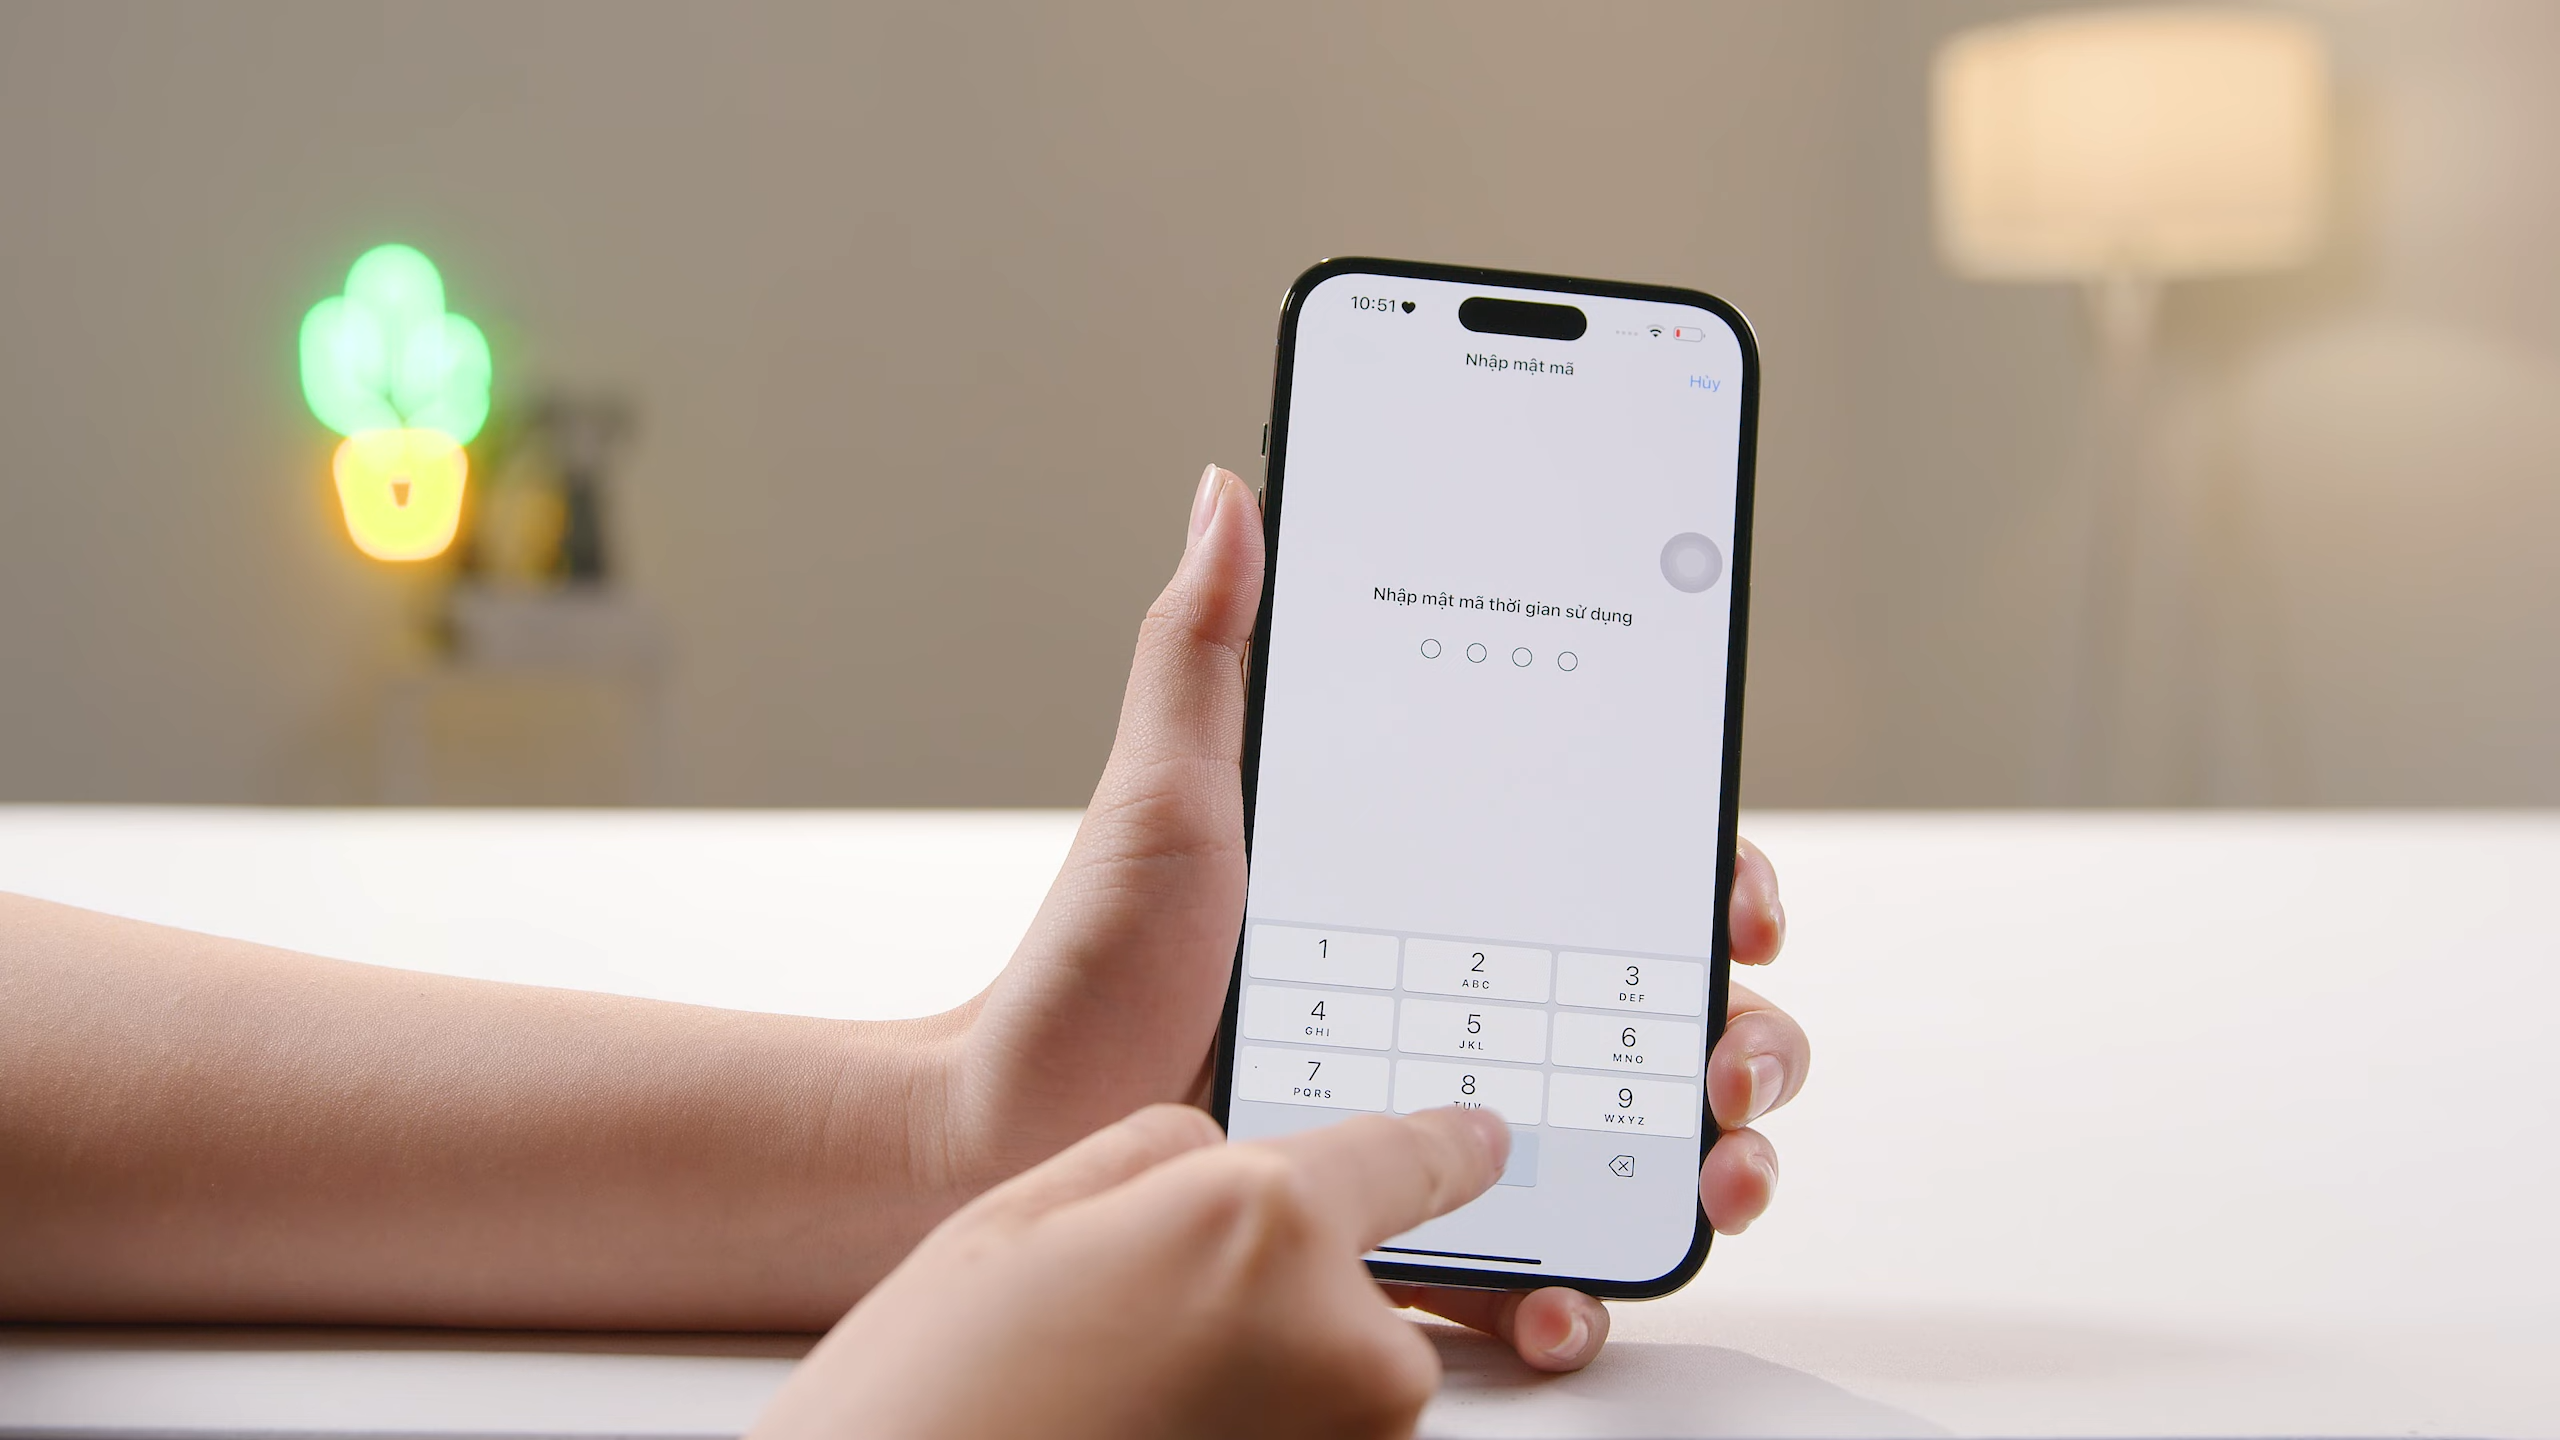 10:51
Nhập mật mã
Hủy
Nhập mật mã thời gian sử dụng
1
2
ABC
3
DEF
4
GHI
5
JKL
6
MNO
7
PQRS
8
TUV
9
WXYZ